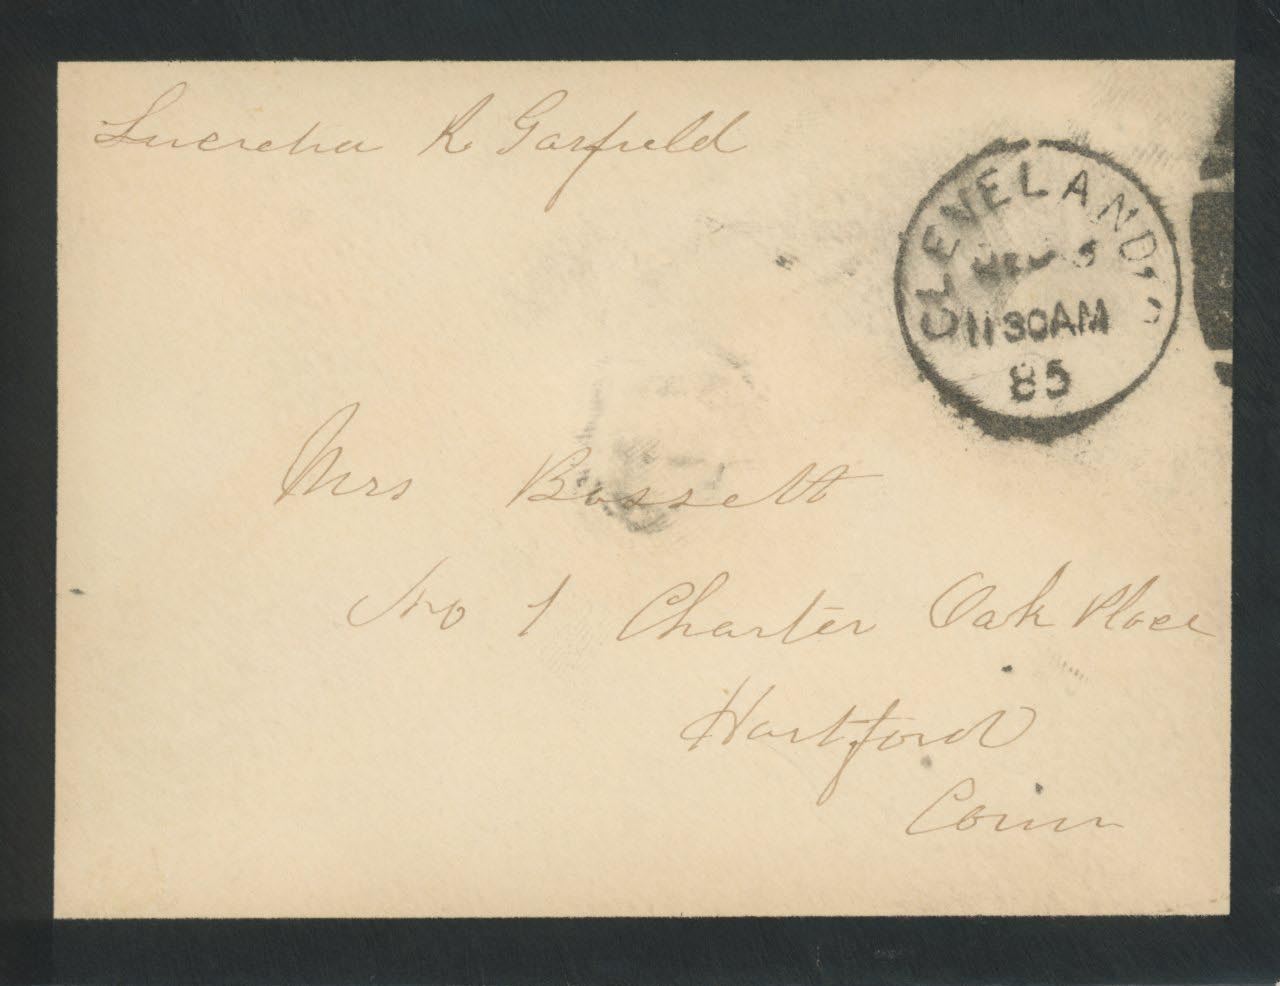 Lucretia R Garfield
CLEVELAND, O
11 30 AM
85
Mrs Bassett
No 1 Charter Oak Place
Hartford
Conn